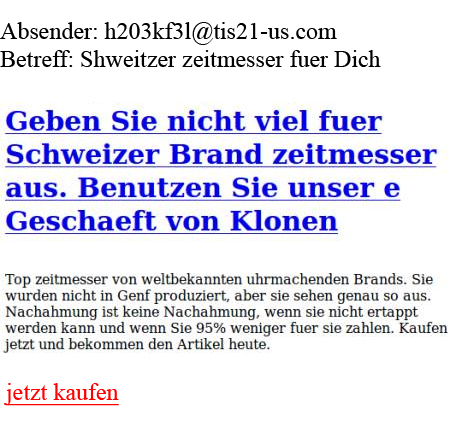 Absender: h203kf3l@tis21-us.com
Betreff: Shweitzer zeitmesser fuer Dich
Geben Sie nicht viel fuer
Schweizer Brand zeitmesser
aus. Benutzen Sie unser e
Geschaeft von Klonen
Top zeitmesser von weltbekannten uhrmachenden Brands. Sie
wurden nicht in Genf produziert, aber sie sehen genau so aus.
Nachahmung ist keine Nachahmung, wenn sie nicht ertappt
werden kann und wenn Sie 95% weniger fuer sie zahlen. Kaufen
jetzt und bekommen den Artikel heute.
jetzt kaufen